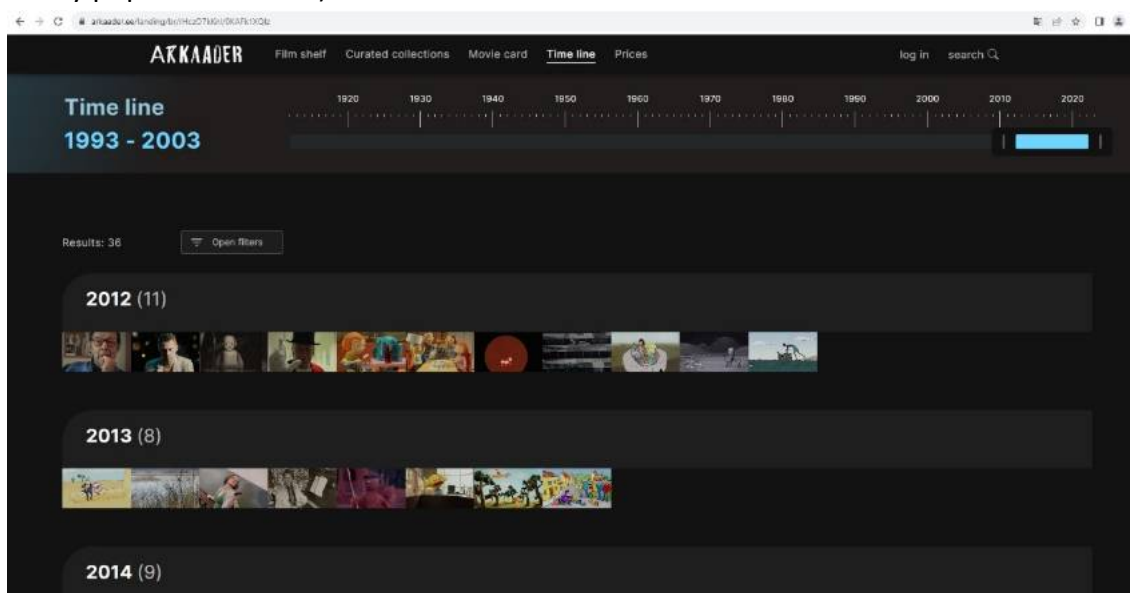 ARKAADER Film shelf Curated collections Movie card Time line Prices log in search
1920 1930 1940 1950 1960 1970 1980 1990 2000 2010 2020
Time line
1993 - 2003
Results: 36 Open filters
2012 (11)
2013 (8)
2014 (9)